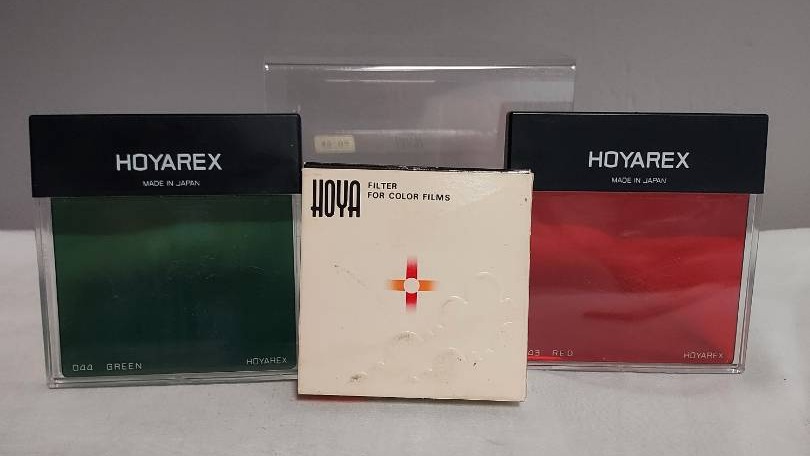 HOYAREX
MADE IN JAPAN
044 GREEN
HOYAREX
HOYA
FILTER
FOR COLOR FILMS
HOYAREX
MADE IN JAPAN
RED
HOYAREX